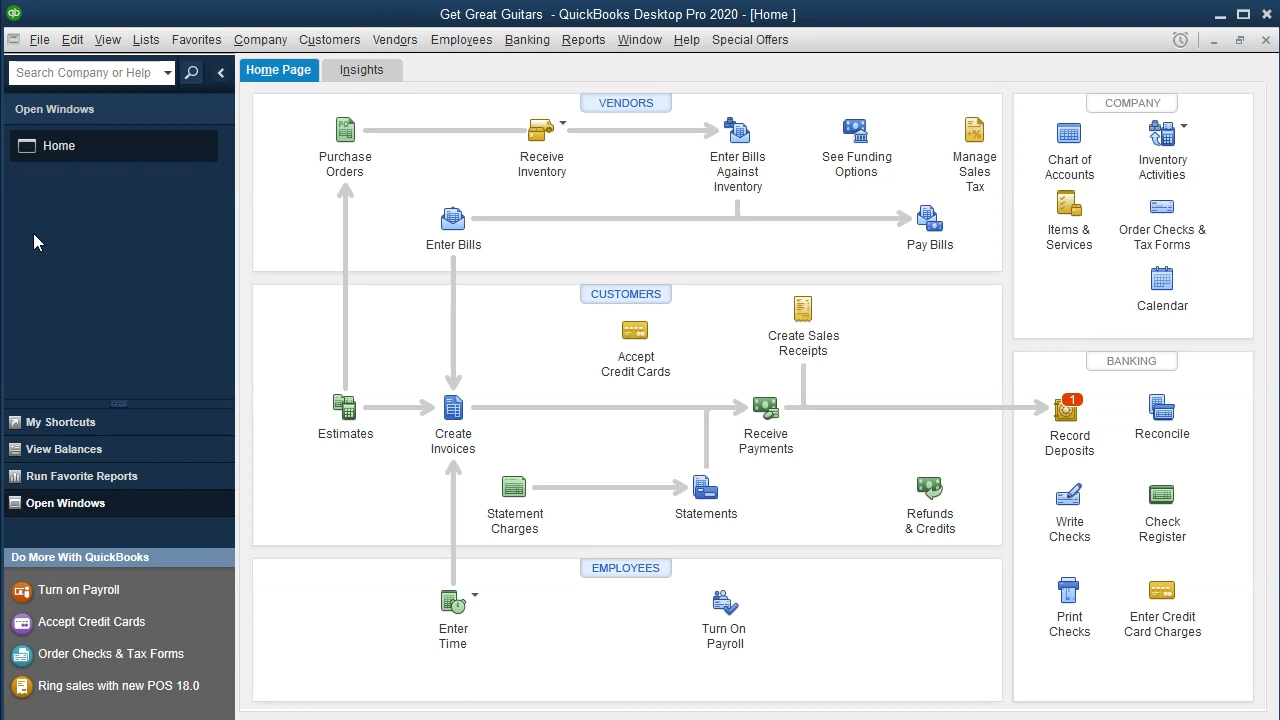 qb
Get Great Guitars - QuickBooks Desktop Pro 2020 - [Home ]
File Edit View Lists Favorites Company Customers Vendors Employees Banking Reports Window Help Special Offers
Search Company or Help
Home Page
Insights
Open Windows
Home
My Shortcuts
View Balances
Run Favorite Reports
Open Windows
Do More With QuickBooks
Turn on Payroll
Accept Credit Cards
Order Checks & Tax Forms
Ring sales with new POS 18.0
VENDORS
PO
Purchase
Orders
Receive
Inventory
Enter Bills
Against
Inventory
See Funding
Options
Manage
Sales
Tax
Enter Bills
Pay Bills
CUSTOMERS
Accept
Credit Cards
Create Sales
Receipts
Estimates
Create
Invoices
Receive
Payments
Statement
Charges
Statements
Refunds
& Credits
EMPLOYEES
Enter
Time
Turn On
Payroll
COMPANY
Chart of
Accounts
Inventory
Activities
Items &
Services
Order Checks &
Tax Forms
Calendar
BANKING
1
Record
Deposits
Reconcile
Write
Checks
Check
Register
Print
Checks
Enter Credit
Card Charges